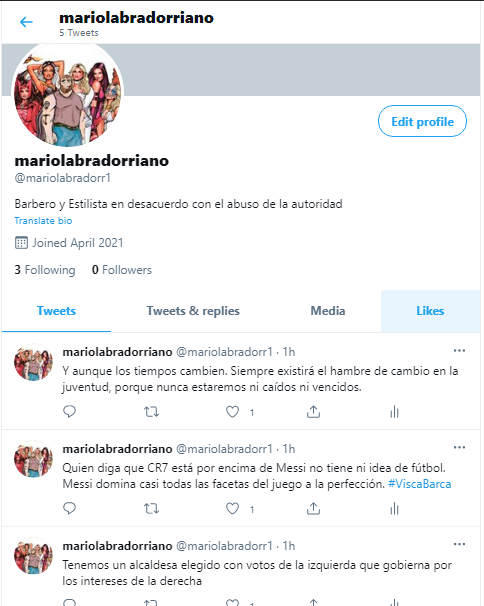 mariolabradorriano
5 Tweets
Edit profile
mariolabradorriano
@mariolabradorr1
Barbero y Estilista en desacuerdo con el abuso de la autoridad
Translate bio
Joined April 2021
3 Following 0 Followers
Tweets Tweets & replies Media Likes
mariolabradorriano @mariolabradorr1 · 1h
Y aunque los tiempos cambien. Siempre existirá el hambre de cambio en la
juventud, porque nunca estaremos ni caídos ni vencidos.
1
mariolabradorriano @mariolabradorr1 · 1h
Quien diga que CR7 está por encima de Messi no tiene ni idea de fútbol.
Messi domina casi todas las facetas del juego a la perfección. #ViscaBarca
1
mariolabradorriano @mariolabradorr1 · 1h
Tenemos un alcaldesa elegido con votos de la izquierda que gobierna por
los intereses de la derecha